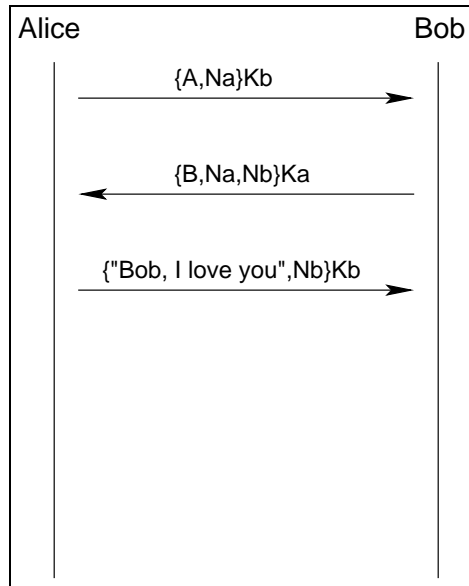 Alice Bob
{A,Na}Kb
{B,Na,Nb}Ka
{"Bob, I love you",Nb}Kb